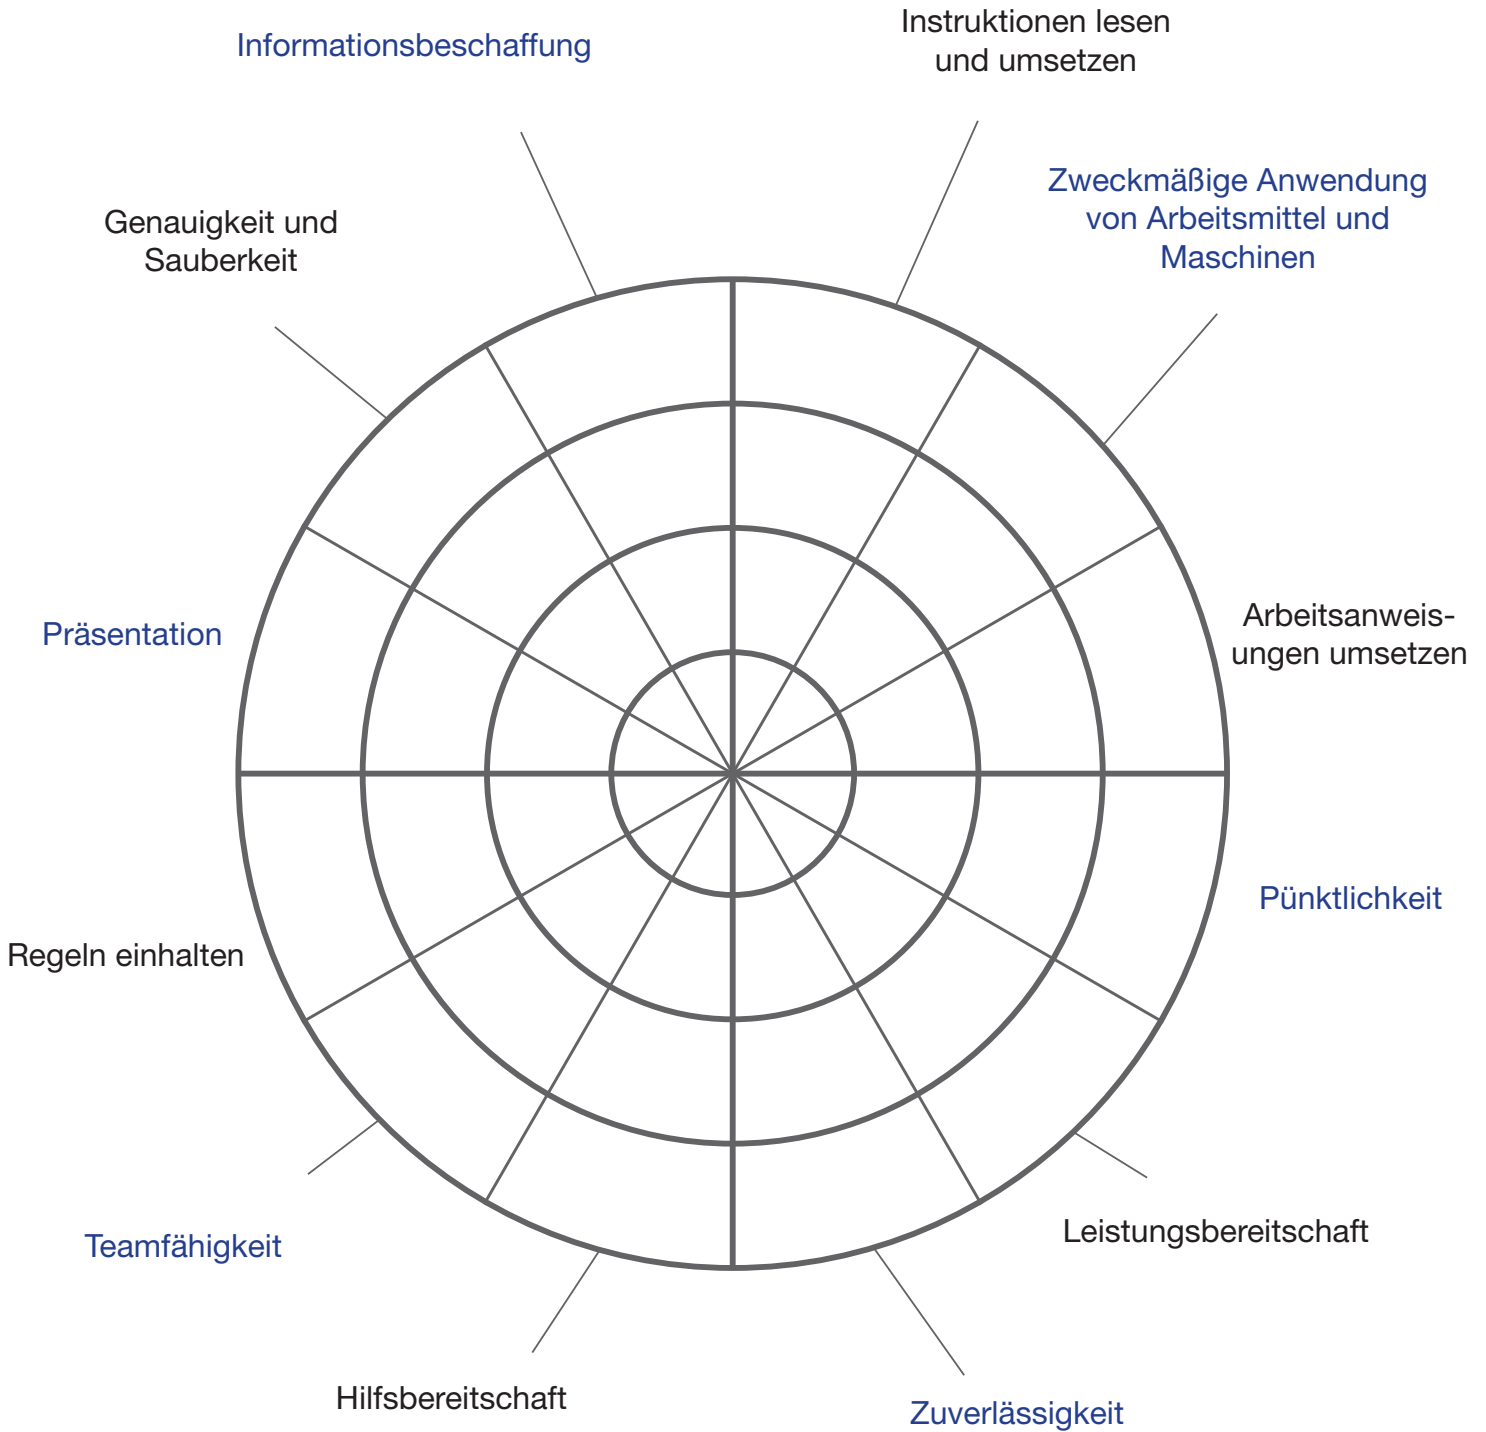 Instruktionen lesen
und umsetzen
Informationsbeschaffung
Zweckmäßige Anwendung
von Arbeitsmittel und
Maschinen
Genauigkeit und
Sauberkeit
Arbeitsanweis-
ungen umsetzen
Präsentation
Pünktlichkeit
Regeln einhalten
Leistungsbereitschaft
Teamfähigkeit
Hilfsbereitschaft
Zuverlässigkeit